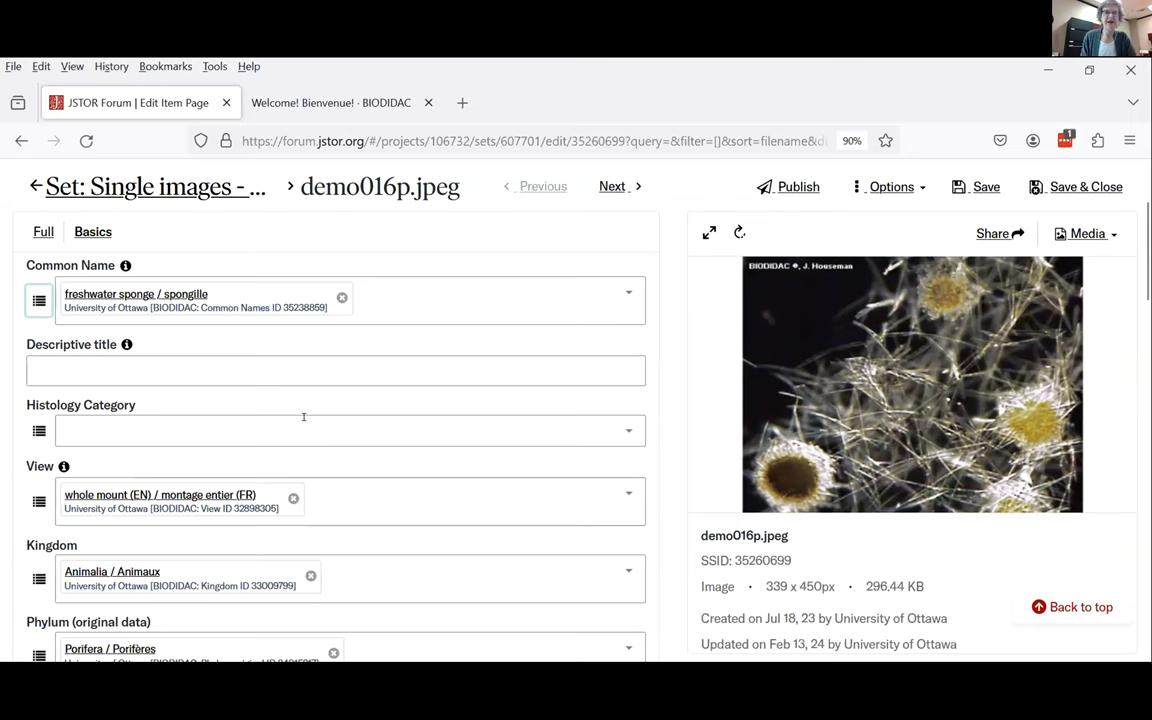 File Edit View History Bookmarks Tools Help
JSTOR Forum | Edit Item Page
Welcome! Bienvenue! · BIODIDAC
https://forum.jstor.org/#/projects/106732/sets/607701/edit/35260699?query=&filter=[]&sort=filename&d
90%
1
Set: Single images - ... demo016p.jpeg
Previous Next Publish Options Save Save & Close
Full Basics
Share Media
Common Name
freshwater sponge / spongille
University of Ottawa [BIODIDAC: Common Names ID 35238859]
Descriptive title
Histology Category
View
whole mount (EN) / montage entier (FR)
University of Ottawa [BIODIDAC: View ID 32898305]
Kingdom
Animalia / Animaux
University of Ottawa [BIODIDAC: Kingdom ID 33009799]
Phylum (original data)
Porifera / Porifères
BIODIDAC ©, J. Houseman
demo016p.jpeg
SSID: 35260699
Image · 339 x 450px · 296.44 KB
Back to top
Created on Jul 18, 23 by University of Ottawa
Updated on Feb 13, 24 by University of Ottawa